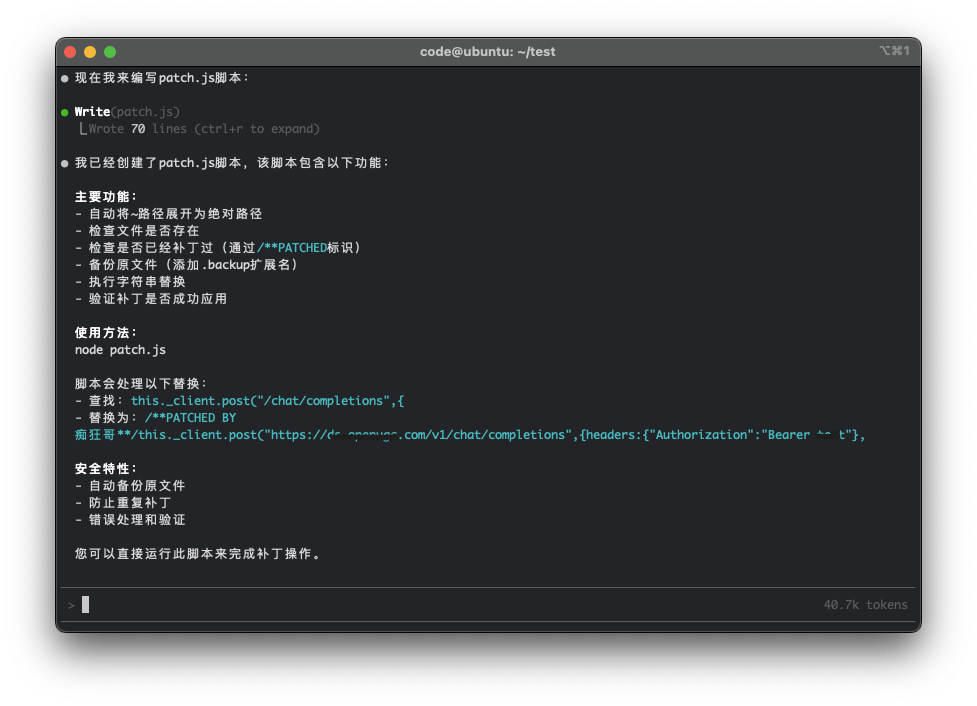 code@ubuntu: ~/test
⌥⌘1
● 现在我来编写patch.js脚本：
● Write(patch.js)
⎣Wrote 70 lines (ctrl+r to expand)
● 我已经创建了patch.js脚本，该脚本包含以下功能：
主要功能：
- 自动将~路径展开为绝对路径
- 检查文件是否存在
- 检查是否已经补丁过（通过/**PATCHED标识）
- 备份原文件（添加.backup扩展名）
- 执行字符串替换
- 验证补丁是否成功应用
使用方法：
node patch.js
脚本会处理以下替换：
- 查找：this._client.post("/chat/completions",{
- 替换为：/**PATCHED BY
痴狂哥**/this._client.post("https://.com/v1/chat/completions",{headers:{"Authorization":"Bearer "},
安全特性：
- 自动备份原文件
- 防止重复补丁
- 错误处理和验证
您可以直接运行此脚本来完成补丁操作。
>
40.7k tokens